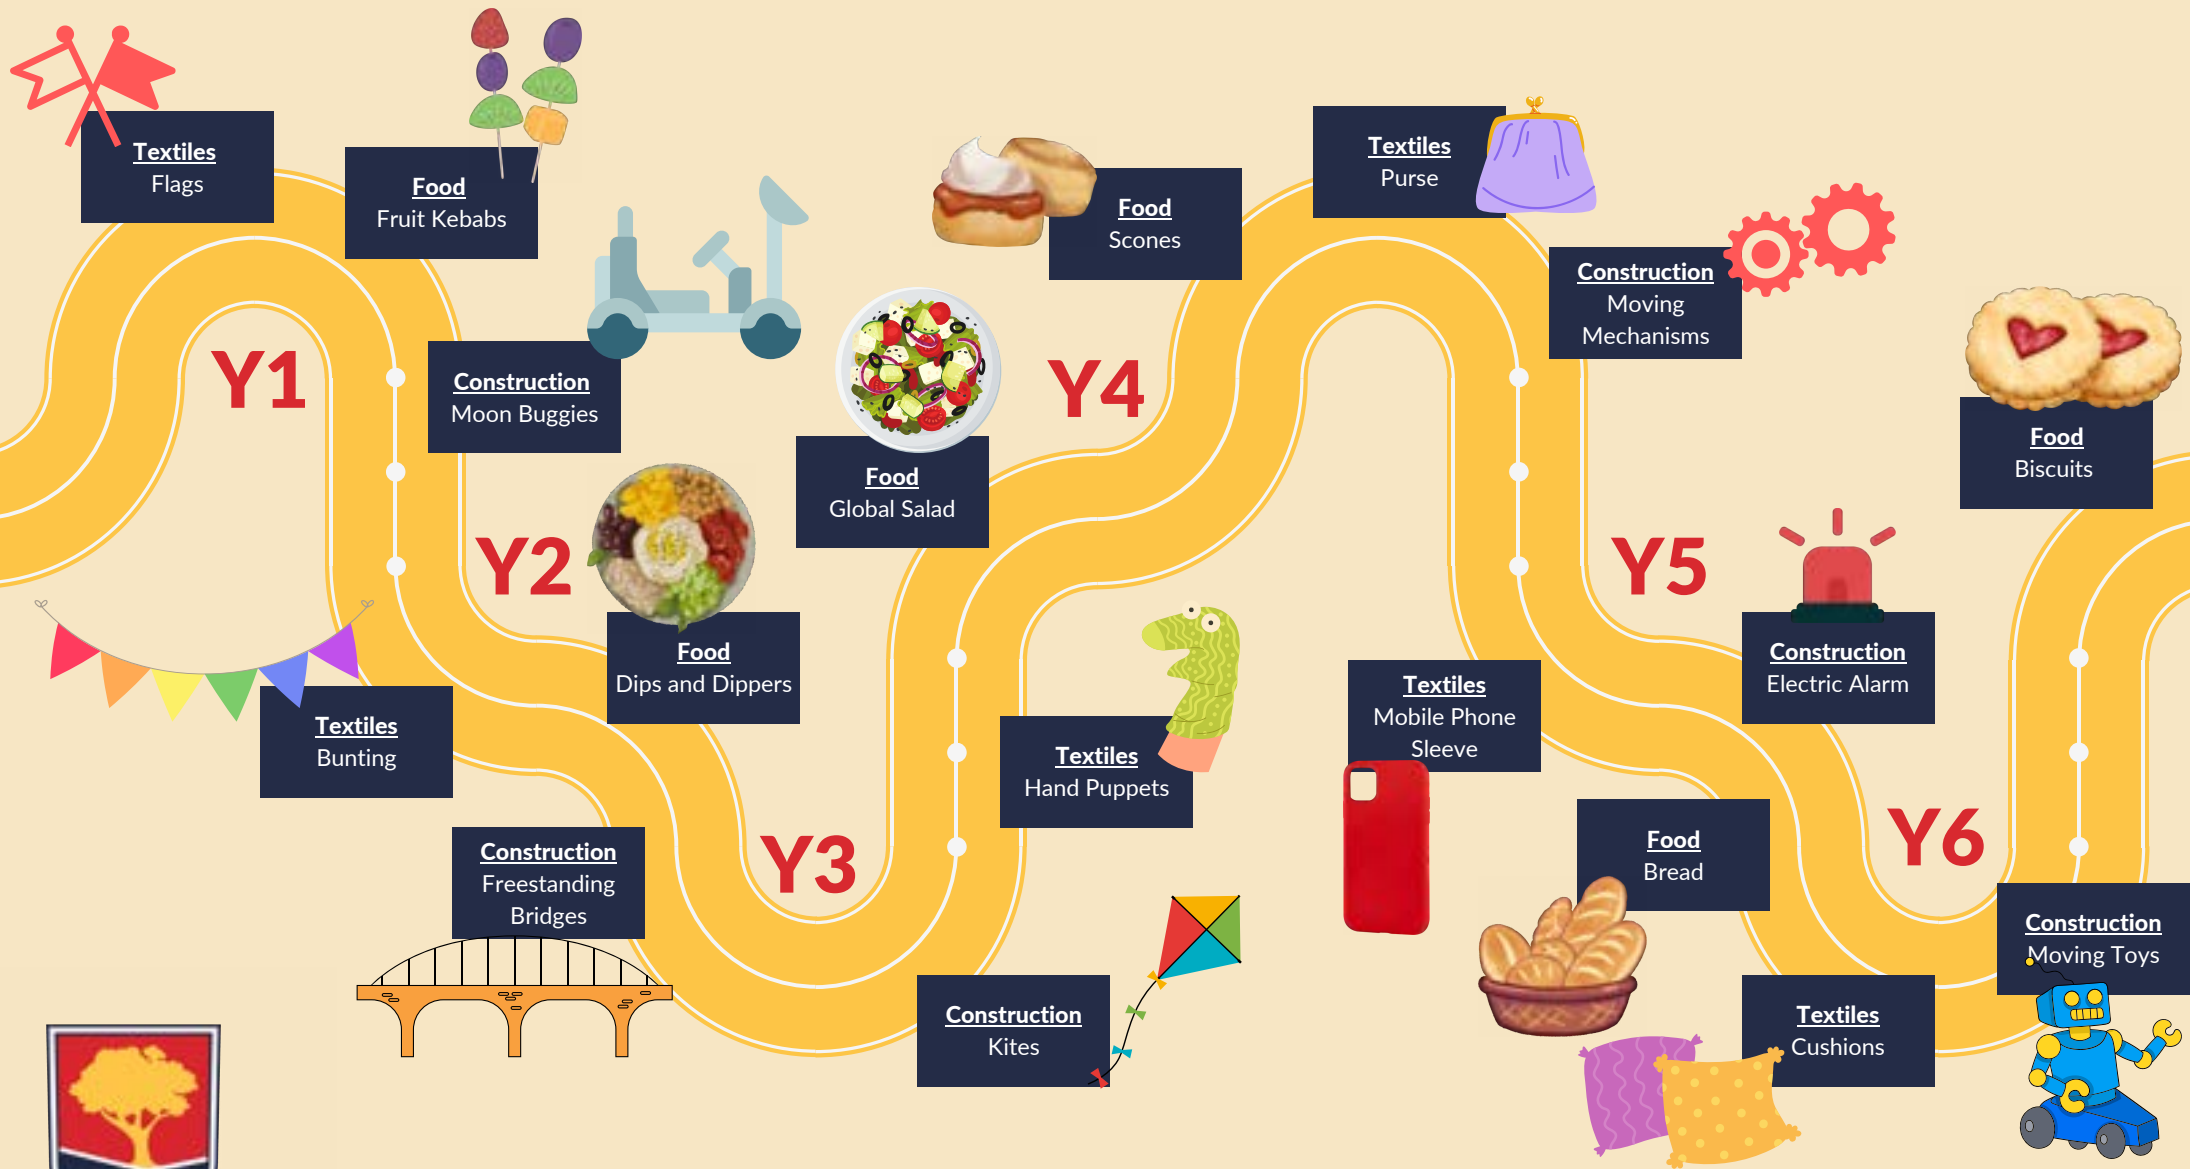 Textiles
Flags
Food
Fruit Kebabs
Y1
Construction
Moon Buggies
Textiles
Bunting
Y2
Food
Dips and Dippers
Construction
Freestanding
Bridges
Y3
Construction
Kites
Textiles
Hand Puppets
Food
Global Salad
Y4
Food
Scones
Textiles
Purse
Construction
Moving
Mechanisms
Textiles
Mobile Phone
Sleeve
Y5
Construction
Electric Alarm
Food
Bread
Textiles
Cushions
Y6
Construction
Moving Toys
Food
Biscuits